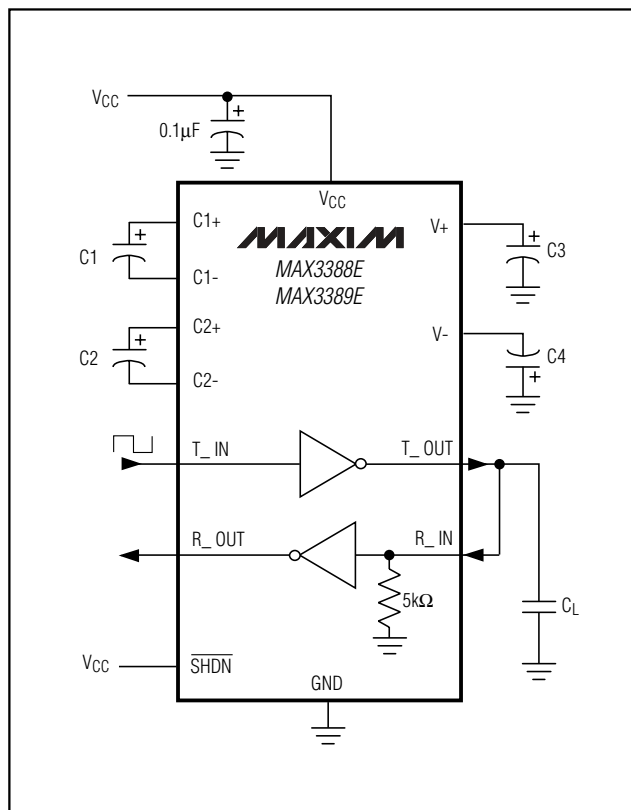 VCC
0.1µF
+
VCC
C1+
C1
+
C1-
C2+
C2
+
C2-
MAXIM
MAX3388E
MAX3389E
V+
+
C3
V-
C4
+
T_ IN
T_ OUT
R_ OUT
R_ IN
5kΩ
CL
VCC
SHDN
GND